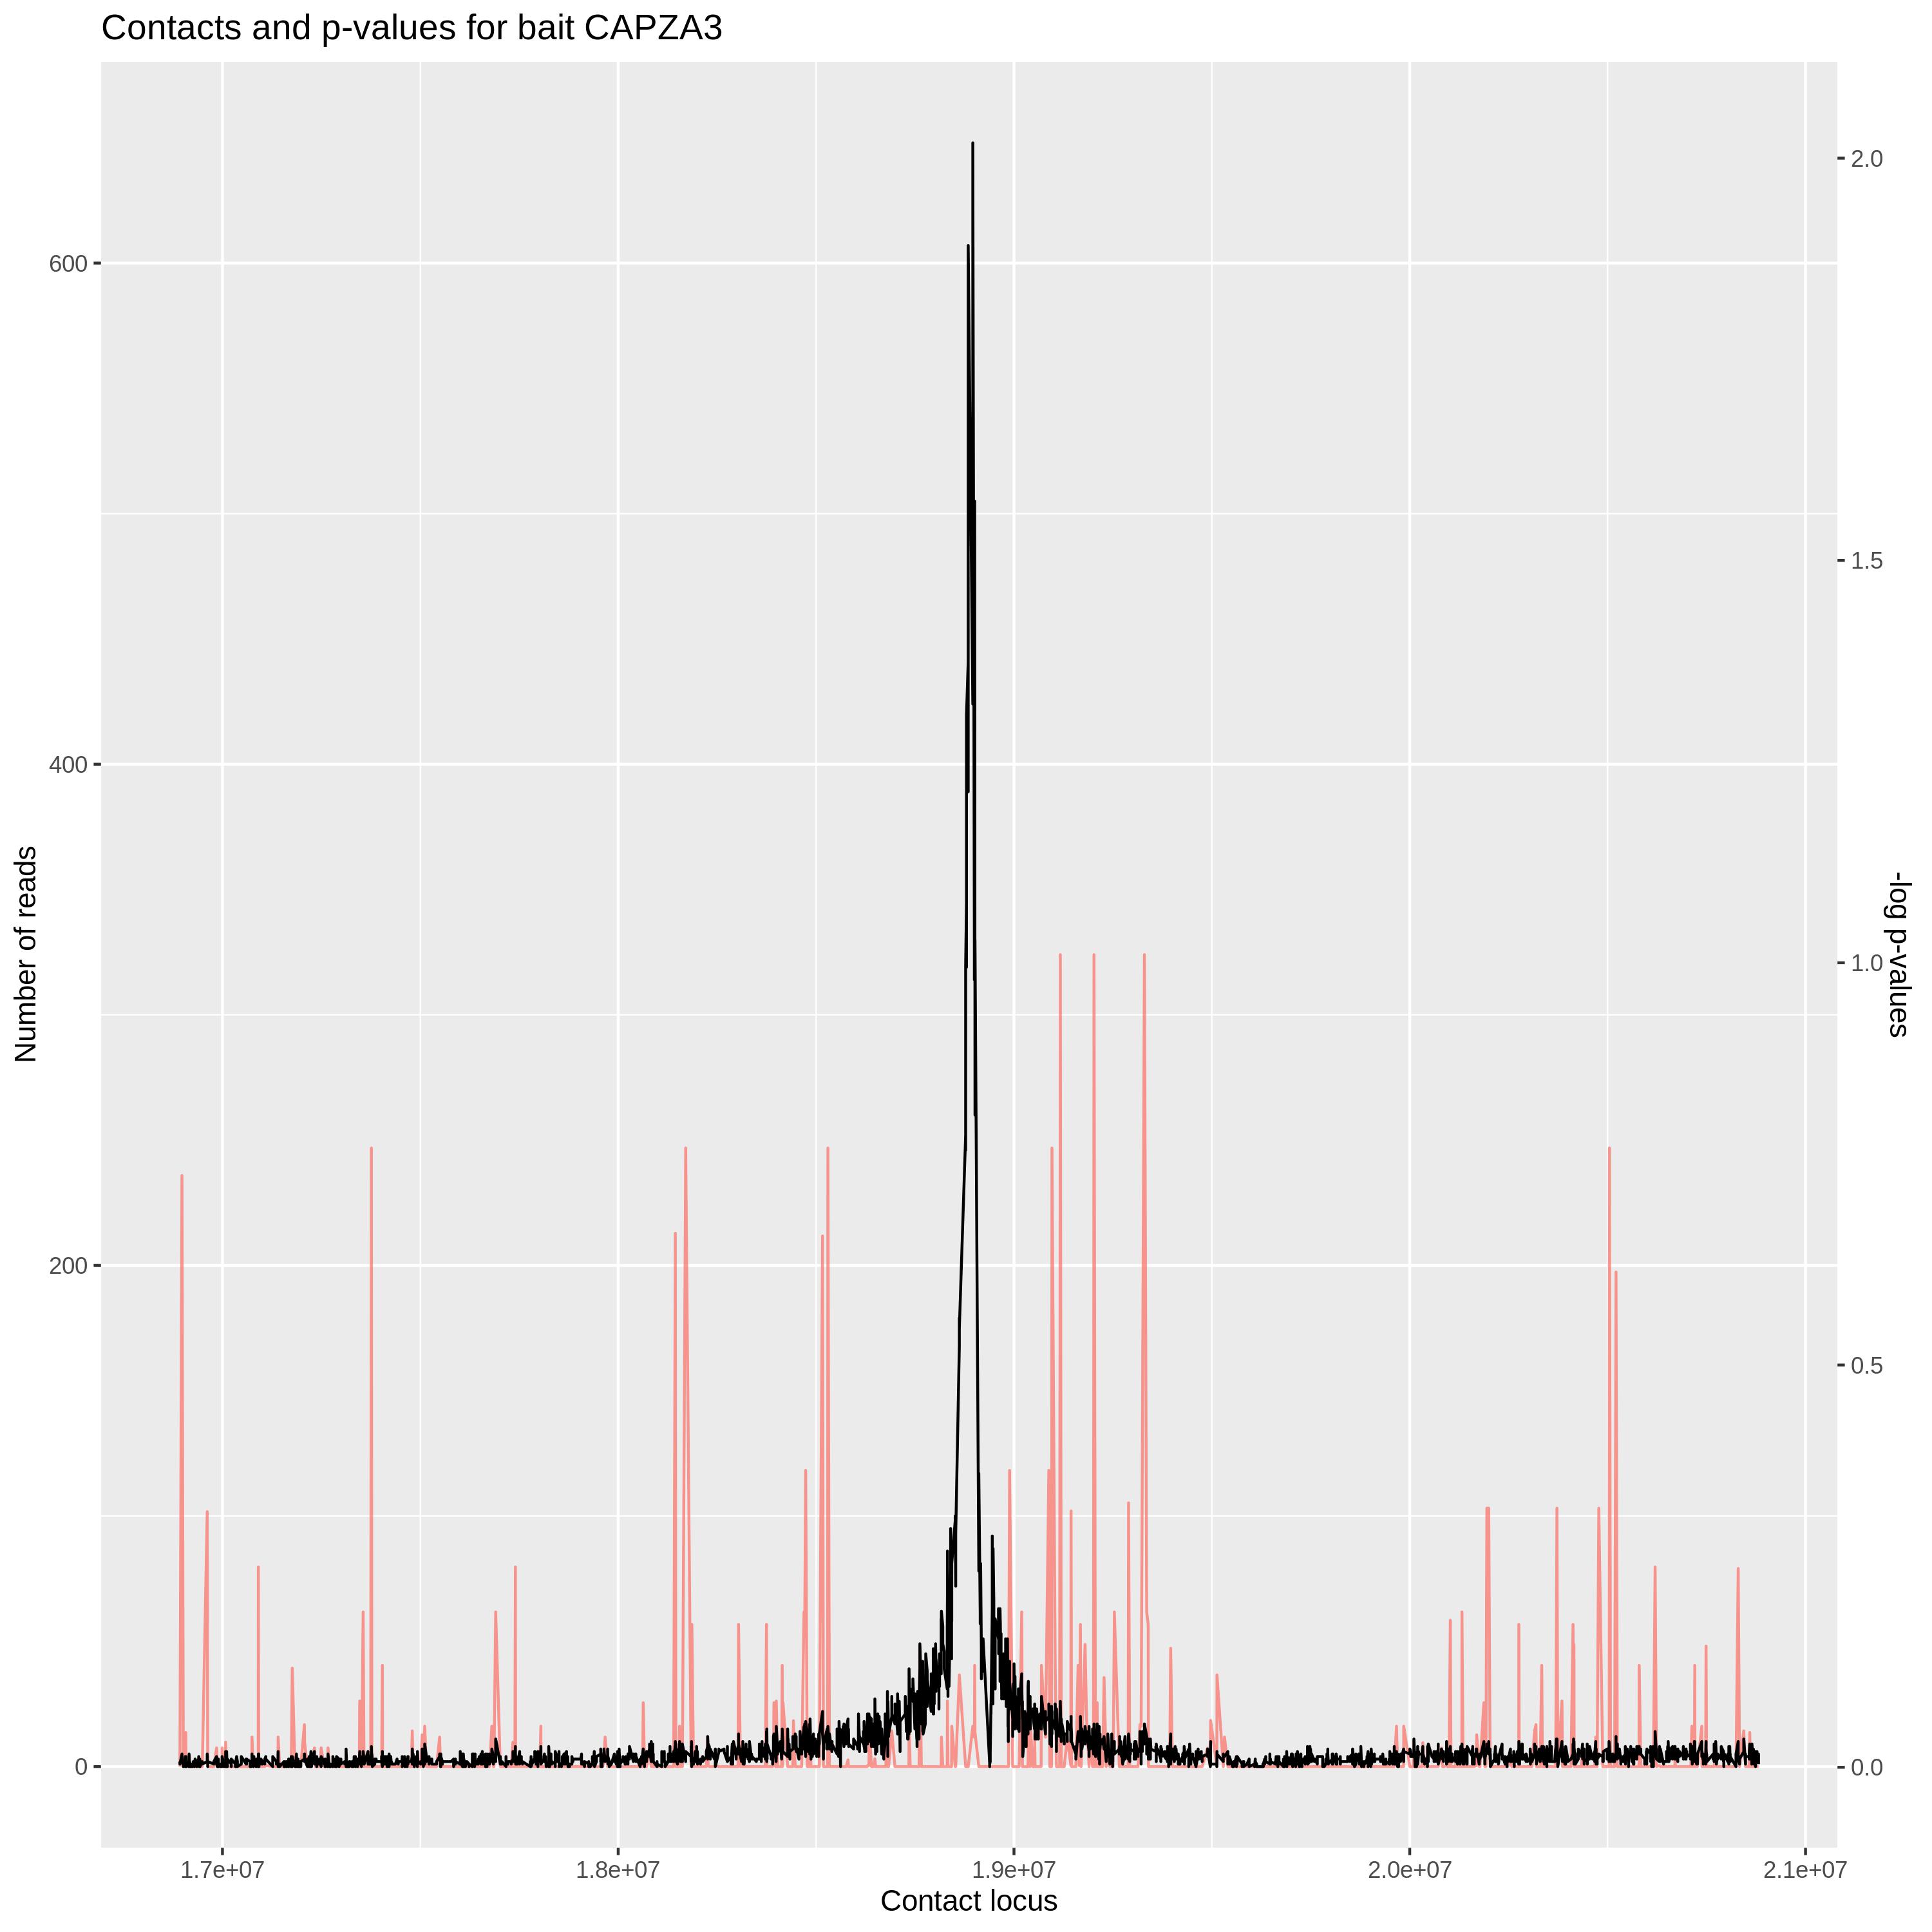 Contacts and p-values for bait CAPZA3
2.0
600
1.5
400
Number of reads
1.0
-log p-values
200
0.5
0
0.0
1.7e+07 1.8e+07 1.9e+07 2.0e+07 2.1e+07
Contact locus